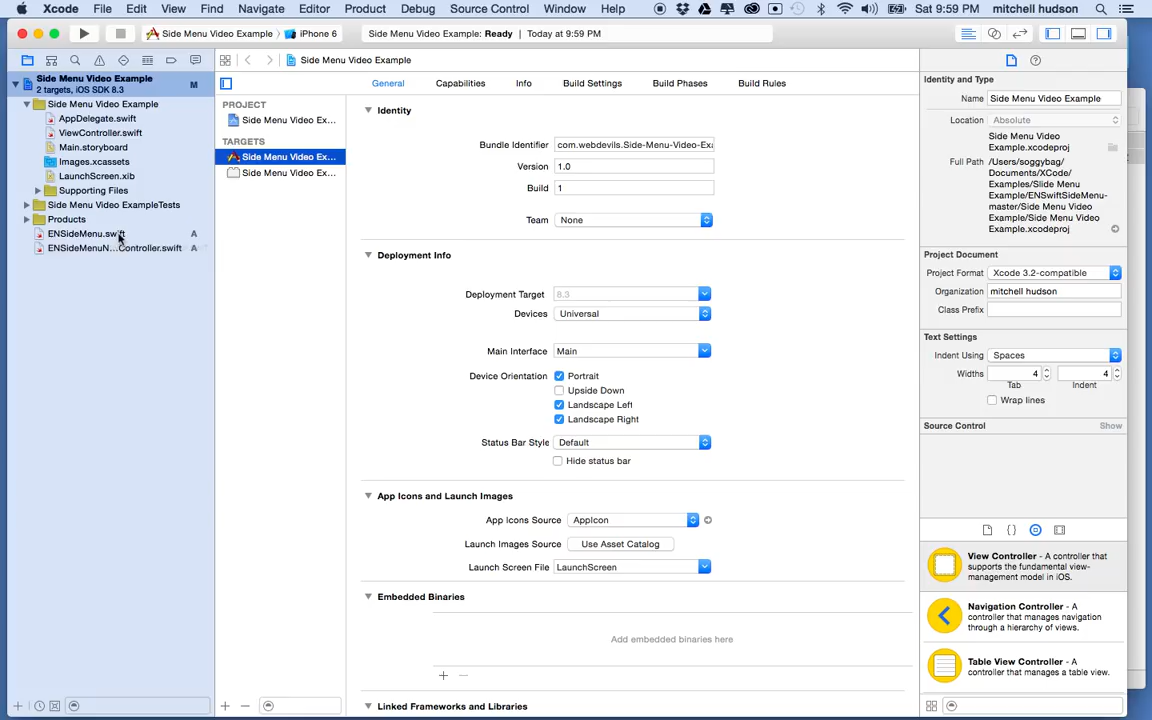 Xcode File Edit View Find Navigate Editor Product Debug Source Control Window Help Sat 9:59 PM mitchell hudson
Side Menu Video Example iPhone 6 Side Menu Video Example: Ready Today at 9:59 PM
Side Menu Video Example M
2 targets, iOS SDK 8.3
Side Menu Video Example
AppDelegate.swift
ViewController.swift
Main.storyboard
Images.xcassets
LaunchScreen.xib
Supporting Files
Side Menu Video ExampleTests
Products
ENSideMenu.swift A
ENSideMenuN...Controller.swift A
Side Menu Video Example
General Capabilities Info Build Settings Build Phases Build Rules
PROJECT
Side Menu Video Ex...
TARGETS
Side Menu Video Ex...
Side Menu Video Ex...
Identity
Bundle Identifier com.webdevils.Side-Menu-Video-Exa
Version 1.0
Build 1
Team None
Deployment Info
Deployment Target 8.3
Devices Universal
Main Interface Main
Device Orientation Portrait
Upside Down
Landscape Left
Landscape Right
Status Bar Style Default
Hide status bar
App Icons and Launch Images
App Icons Source AppIcon
Launch Images Source Use Asset Catalog
Launch Screen File LaunchScreen
Embedded Binaries
Add embedded binaries here
Linked Frameworks and Libraries
Identity and Type
Name Side Menu Video Example
Location Absolute
Side Menu Video
Example.xcodeproj
Full Path /Users/soggybag/
Documents/XCode/
Examples/Slide Menu
Example/ENSwiftSideMenu-
master/Side Menu Video
Example/Side Menu Video
Example.xcodeproj
Project Document
Project Format Xcode 3.2-compatible
Organization mitchell hudson
Class Prefix
Text Settings
Indent Using Spaces
Widths 4 4
Tab Indent
Wrap lines
Source Control Show
View Controller - A controller that
supports the fundamental view-
management model in iOS.
Navigation Controller - A
controller that manages navigation
through a hierarchy of views.
Table View Controller - A
controller that manages a table view.